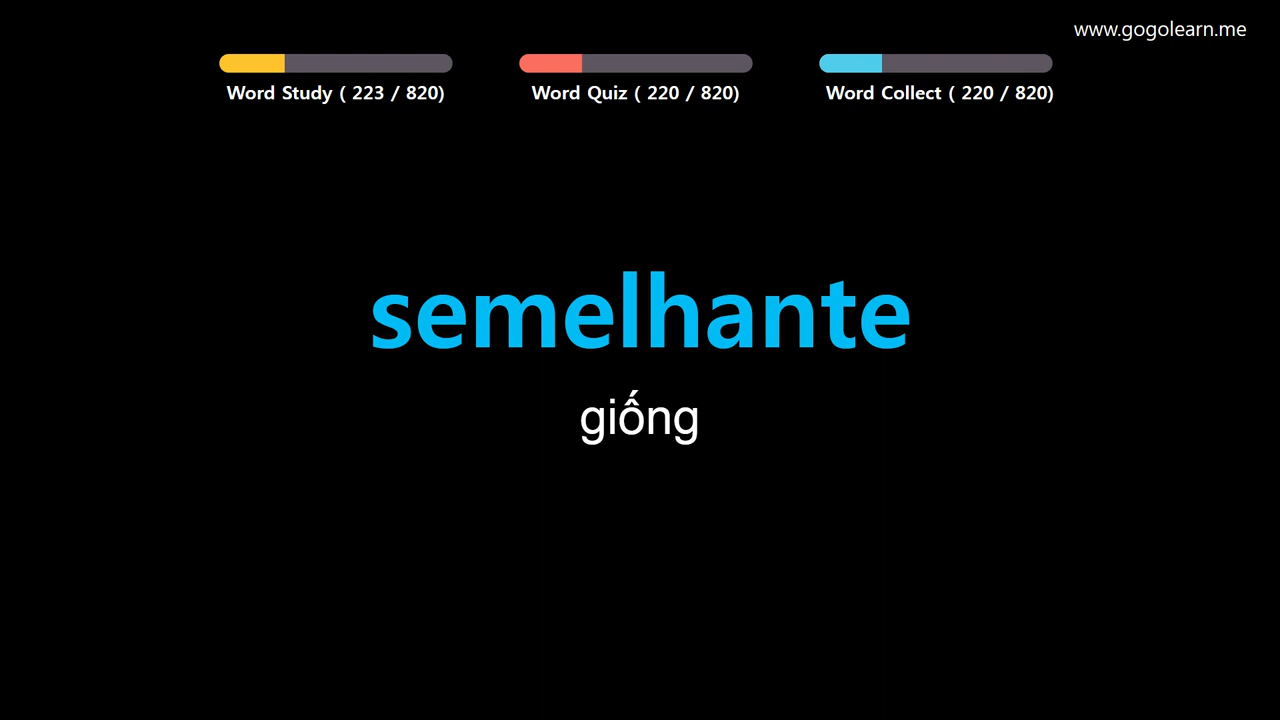 www.gogolearn.me
Word Study ( 223 / 820)
Word Quiz ( 220 / 820)
Word Collect ( 220 / 820)
semelhante
giống